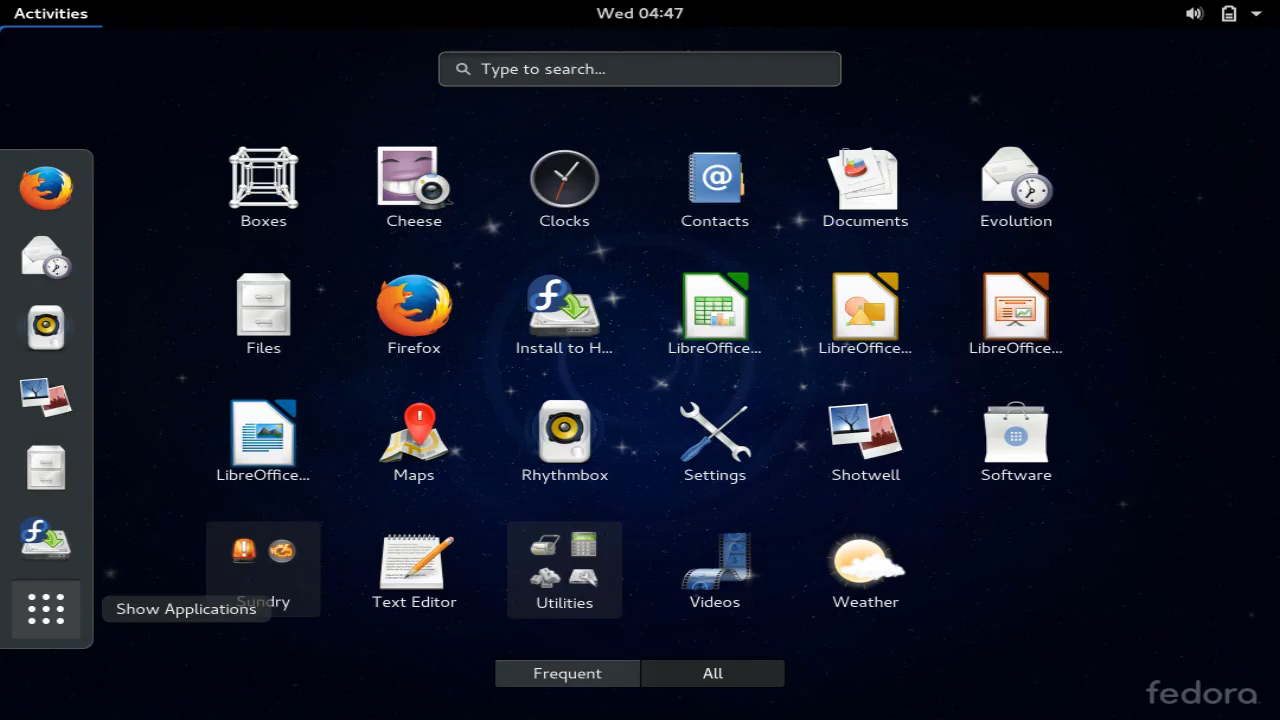 Activities
Wed 04:47
Type to search...
Boxes
Cheese
Clocks
Contacts
Documents
Evolution
Files
Firefox
Install to H...
LibreOffice...
LibreOffice...
LibreOffice...
LibreOffice...
Maps
Rhythmbox
Settings
Shotwell
Software
Sundry
Text Editor
Utilities
Videos
Weather
Show Applications
Frequent
All
fedora